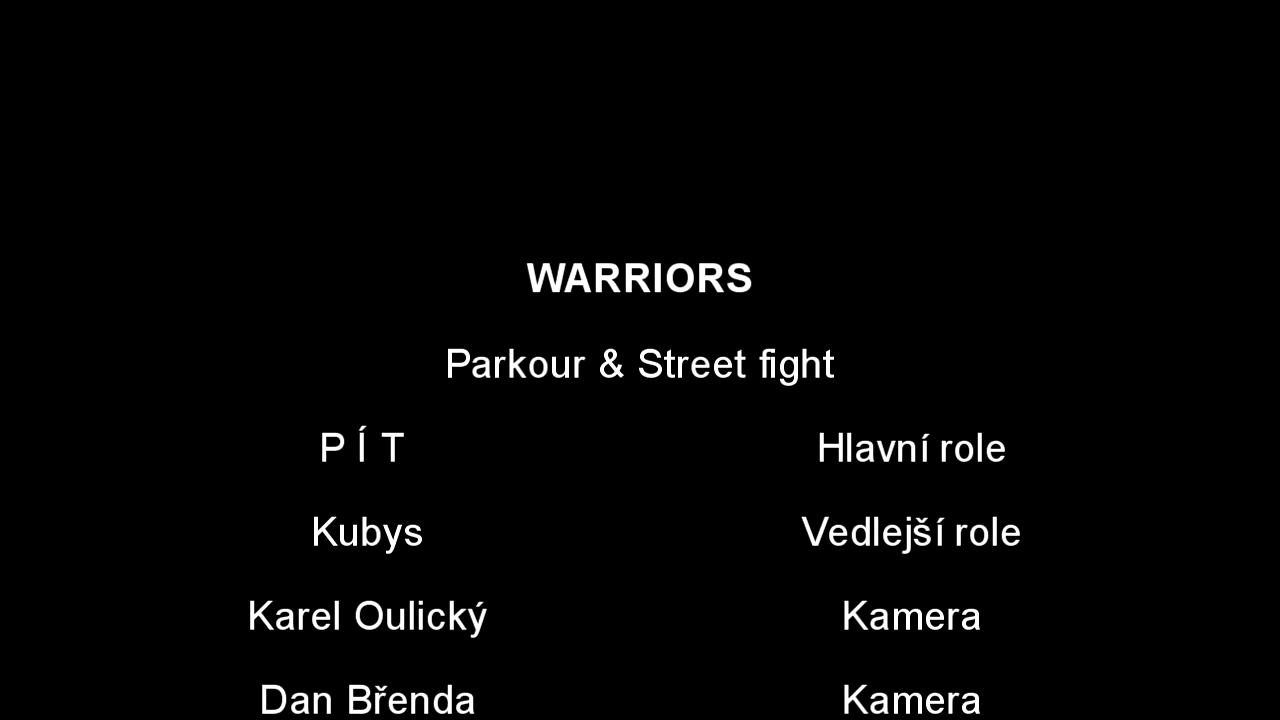 WARRIORS
Parkour & Street fight
P Í T Hlavní role
Kubys Vedlejší role
Karel Oulický Kamera
Dan Břenda Kamera